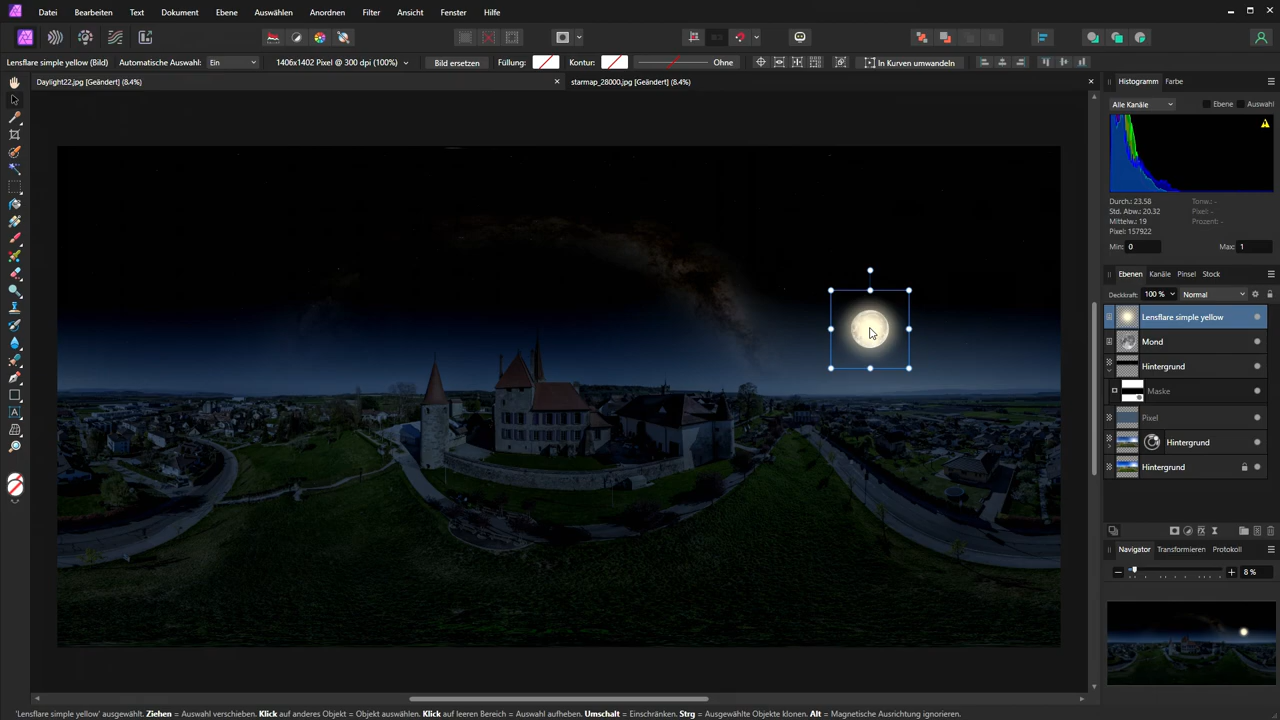 Datei Bearbeiten Text Dokument Ebene Auswählen Anordnen Filter Ansicht Fenster Hilfe
Lensflare simple yellow (Bild) Automatische Auswahl: Ein 1406x1402 Pixel @ 300 dpi (100%) Bild ersetzen Füllung: Kontur: Ohne In Kurven umwandeln
Daylight22.jpg [Geändert] (8.4%) starmap_28000.jpg [Geändert] (8.4%)
Histogramm Farbe
Alle Kanäle Ebene Auswahl
Durch.: 23.58 Tonw.: -
Std. Abw.: 20.32 Pixel: -
Mittelw.: 19 Prozent: -
Pixel: 157922
Min: 0 Max: 1
Ebenen Kanäle Pinsel Stock
Deckkraft: 100 % Normal
Lensflare simple yellow
Mond
Hintergrund
Maske
Pixel
Hintergrund
Hintergrund
Navigator Transformieren Protokoll
8 %
'Lensflare simple yellow' ausgewählt. Ziehen = Auswahl verschieben. Klick auf anderes Objekt = Objekt auswählen. Klick auf leeren Bereich = Auswahl aufheben. Umschalt = Einschränken. Strg = Ausgewählte Objekte klonen. Alt = Magnetische Ausrichtung ignorieren.